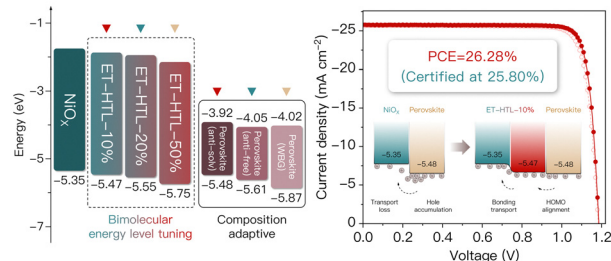 Energy (eV)
−1
−3
−5
−7
NiOx
ET−HTL−10%
ET−HTL−20%
ET−HTL−50%
−5.35
−5.47
−5.55
−5.75
−3.92
−4.05
−4.02
Perovskite
(anti-solv)
Perovskite
(anti-free)
Perovskite
(WBG)
−5.48
−5.61
−5.87
Bimolecular
energy level tuning
Composition
adaptive
Current density (mA cm−2)
−25
−20
−15
−10
−5
0
PCE=26.28%
(Certified at 25.80%)
NiOx
Perovskite
ET−HTL−10%
Perovskite
−5.35
−5.48
−5.35
−5.47
−5.48
Transport
loss
Hole
accumulation
Bonding
transport
HOMO
alignment
0.0
0.2
0.4
0.6
0.8
1.0
1.2
Voltage (V)